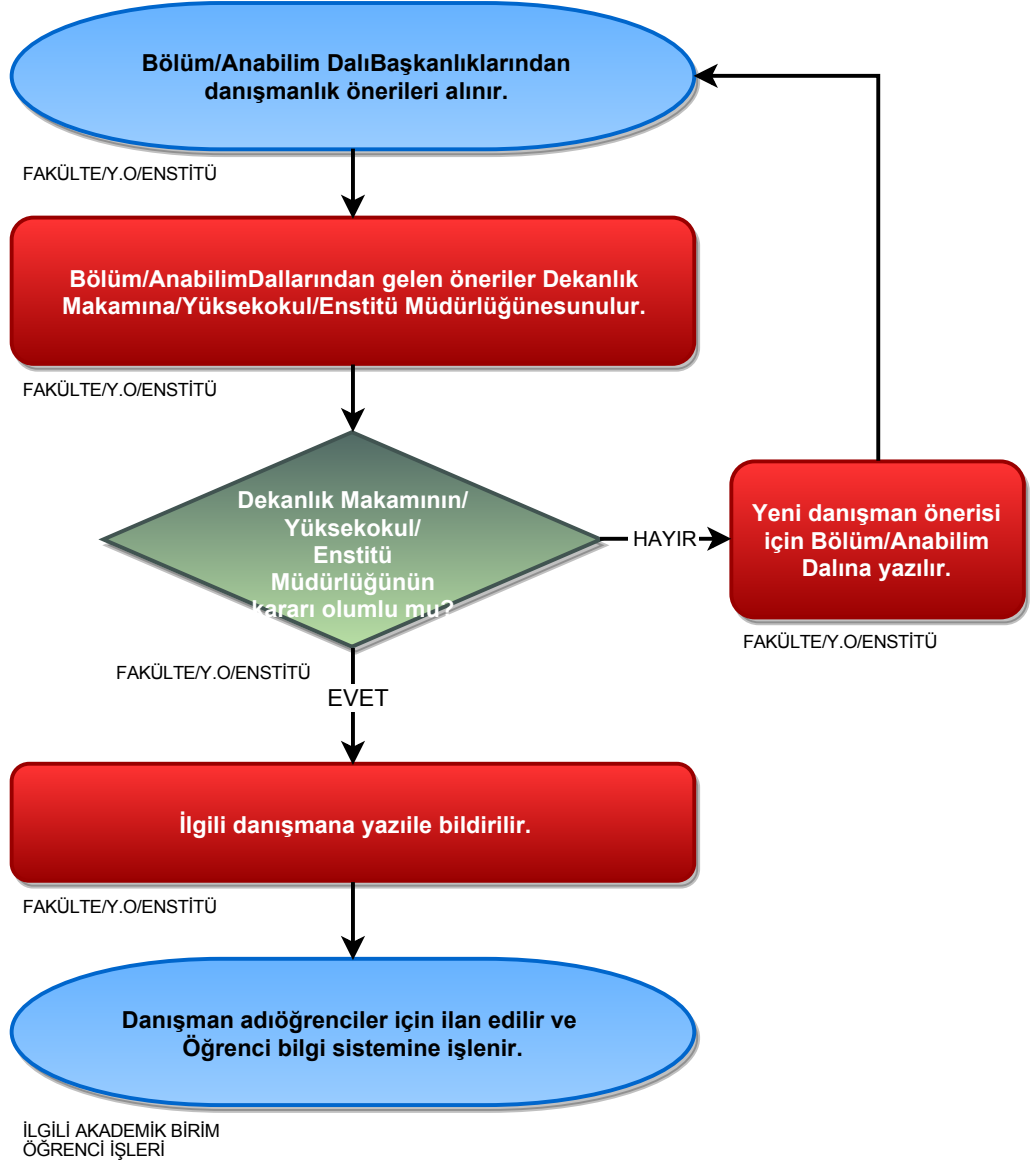 Bölüm/Anabilim DalıBaşkanlıklarından
danışmanlık önerileri alınır.
FAKÜLTE/Y.O/ENSTİTÜ
Bölüm/AnabilimDallarından gelen öneriler Dekanlık
Makamına/Yüksekokul/Enstitü Müdürlüğünesunulur.
FAKÜLTE/Y.O/ENSTİTÜ
Dekanlık Makamının/
Yüksekokul/
Enstitü
Müdürlüğünün
kararı olumlu mu?
HAYIR
Yeni danışman önerisi
için Bölüm/Anabilim
Dalına yazılır.
FAKÜLTE/Y.O/ENSTİTÜ
FAKÜLTE/Y.O/ENSTİTÜ
EVET
İlgili danışmana yazıile bildirilir.
FAKÜLTE/Y.O/ENSTİTÜ
Danışman adıöğrenciler için ilan edilir ve
Öğrenci bilgi sistemine işlenir.
İLGİLİ AKADEMİK BİRİM
ÖĞRENCİ İŞLERİ